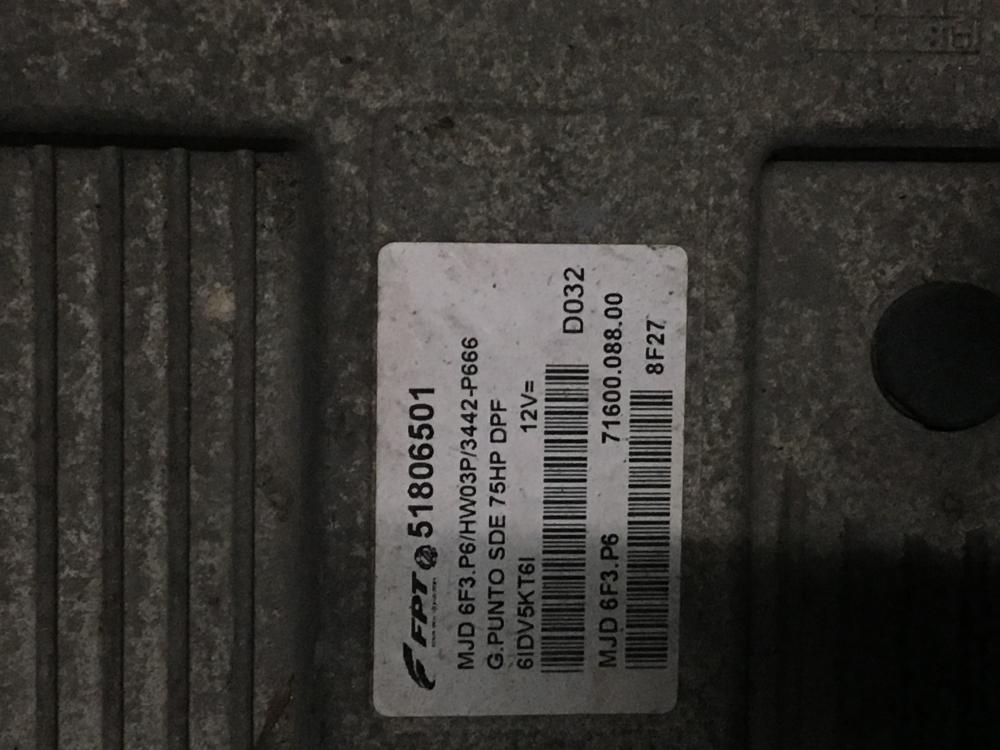 FPT 51806501
MJD 6F3.P6/HW03P/3442-P666
G.PUNTO SDE 75HP DPF
6IDV5KT6I 12V=
D032
MJD 6F3.P6 71600.088.00
8F27